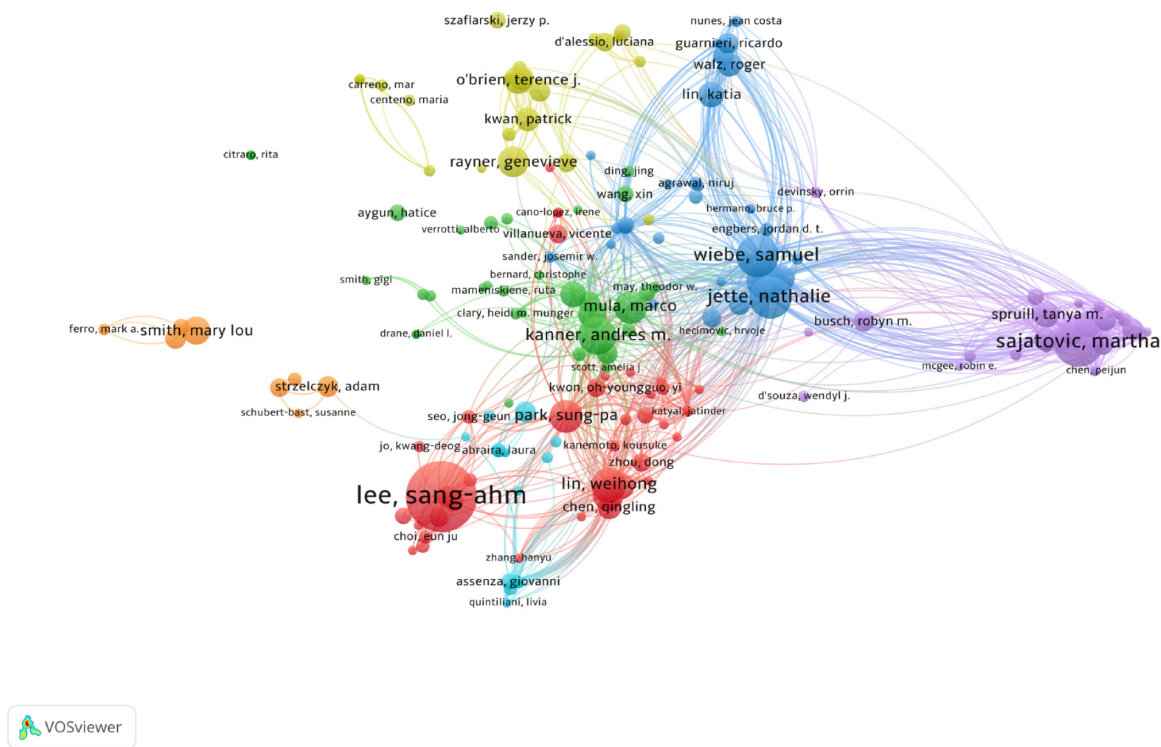 szaflarski, jerzy p.
nunes, jean costa
d'alessio, luciana
guarnieri, ricardo
walz, roger
o'brien, terence j.
carreno, mar
centeno, maria
lin, katia
kwan, patrick
citraro, rita
rayner, genevieve
ding, jing
agrawal, niruj
wang, xin
devinsky, orrin
aygun, hatice
cano-lopez, irene
hermann, bruce p.
verrotti, alberto
villanueva, vicente
engbers, jordan d. t.
sander, josemir w.
wiebe, samuel
bernard, christophe
smith, gigi
mameniskiene, ruta
may, theodor w.
jette, nathalie
mula, marco
clary, heidi m. munger
spruill, tanya m.
busch, robyn m.
ferro, mark a.
smith, mary lou
drane, daniel l.
kanner, andres m.
hecimovic, hrvoje
sajatovic, martha
scott, amelia j.
mcgee, robin e.
chen, peijun
strzelczyk, adam
kwon, oh-youngguo, yi
d'souza, wendyl j.
schubert-bast, susanne
seo, jong-geun
park, sung-pa
katyal, jatinder
jo, kwang-deog
abraira, laura
kanemoto, kousuke
zhou, dong
lin, weihong
lee, sang-ahm
chen, qingling
choi, eun ju
zhang, hanyu
assenza, giovanni
quintiliani, livia
VOSviewer